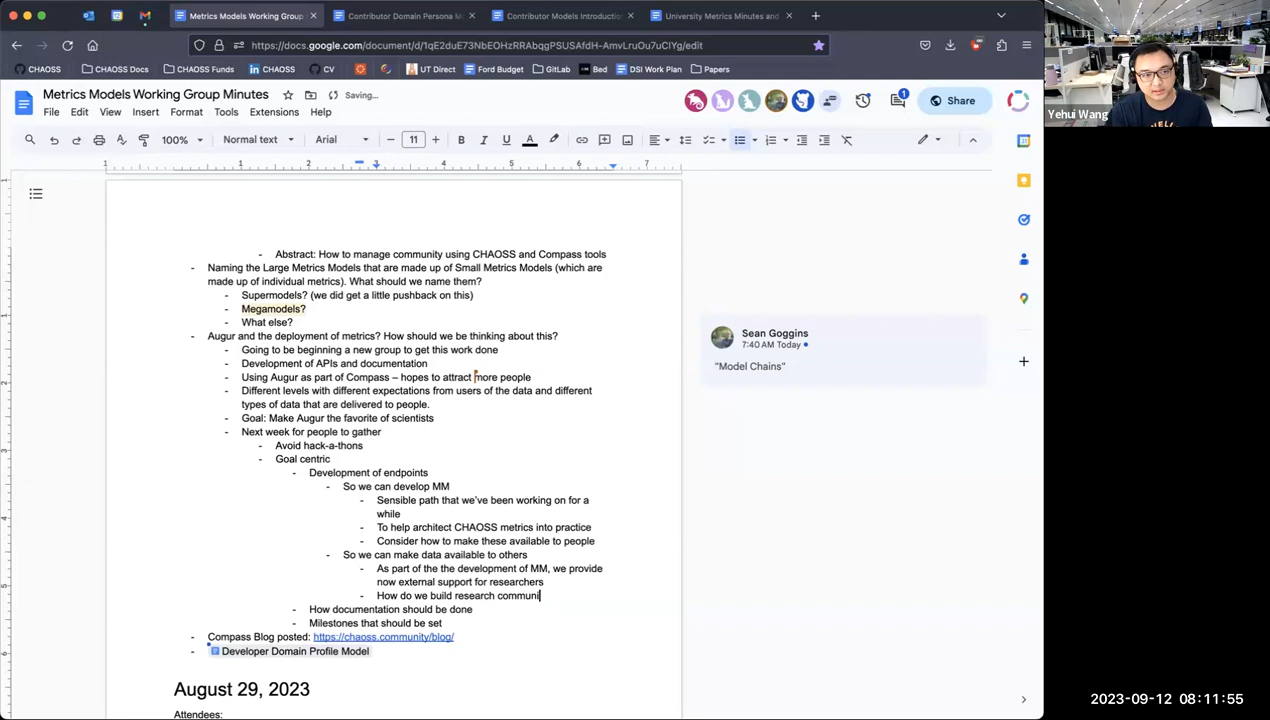 Metrics Models Working Group
Contributor Domain Persona M
Contributor Models Introduction
University Metrics Minutes and
https://docs.google.com/document/d/1qE2duE73NbEOHzRRAbqgPSUSAfdH-AmvLruOu7uClYg/edit
CHAOSS
CHAOSS Docs
CHAOSS Funds
CHAOSS
CV
UT Direct
Ford Budget
GitLab
Bed
DSI Work Plan
Papers
Yehui Wang
Metrics Models Working Group Minutes
Saving...
File Edit View Insert Format Tools Extensions Help
1
Share
100%
Normal text
Arial
11
1 1 2 3 4 5 6 7
- Abstract: How to manage community using CHAOSS and Compass tools
- Naming the Large Metrics Models that are made up of Small Metrics Models (which are
made up of individual metrics). What should we name them?
- Supermodels? (we did get a little pushback on this)
- Megamodels?
- What else?
- Augur and the deployment of metrics? How should we be thinking about this?
- Going to be beginning a new group to get this work done
- Development of APIs and documentation
- Using Augur as part of Compass – hopes to attract more people
- Different levels with different expectations from users of the data and different
types of data that are delivered to people.
- Goal: Make Augur the favorite of scientists
- Next week for people to gather
- Avoid hack-a-thons
- Goal centric
- Development of endpoints
- So we can develop MM
- Sensible path that we've been working on for a
while
- To help architect CHAOSS metrics into practice
- Consider how to make these available to people
- So we can make data available to others
- As part of the the development of MM, we provide
now external support for researchers
- How do we build research communi
- How documentation should be done
- Milestones that should be set
- Compass Blog posted: https://chaoss.community/blog/
- Developer Domain Profile Model
August 29, 2023
Attendees:
Sean Goggins
7:40 AM Today
"Model Chains"
2023-09-12 08:11:55